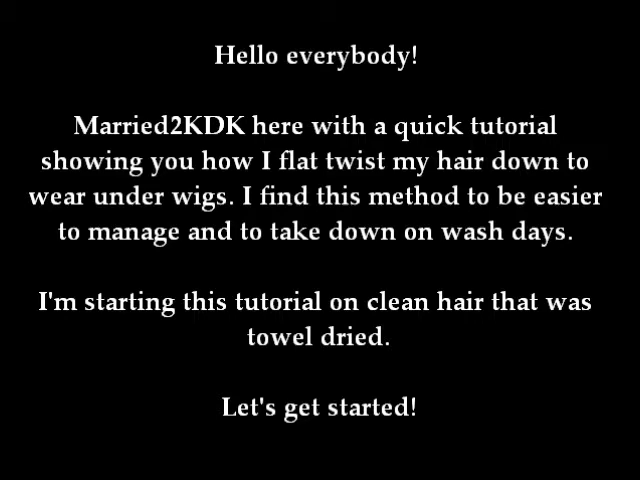 Hello everybody!
Married2KDK here with a quick tutorial
showing you how I flat twist my hair down to
wear under wigs. I find this method to be easier
to manage and to take down on wash days.
I'm starting this tutorial on clean hair that was
towel dried.
Let's get started!